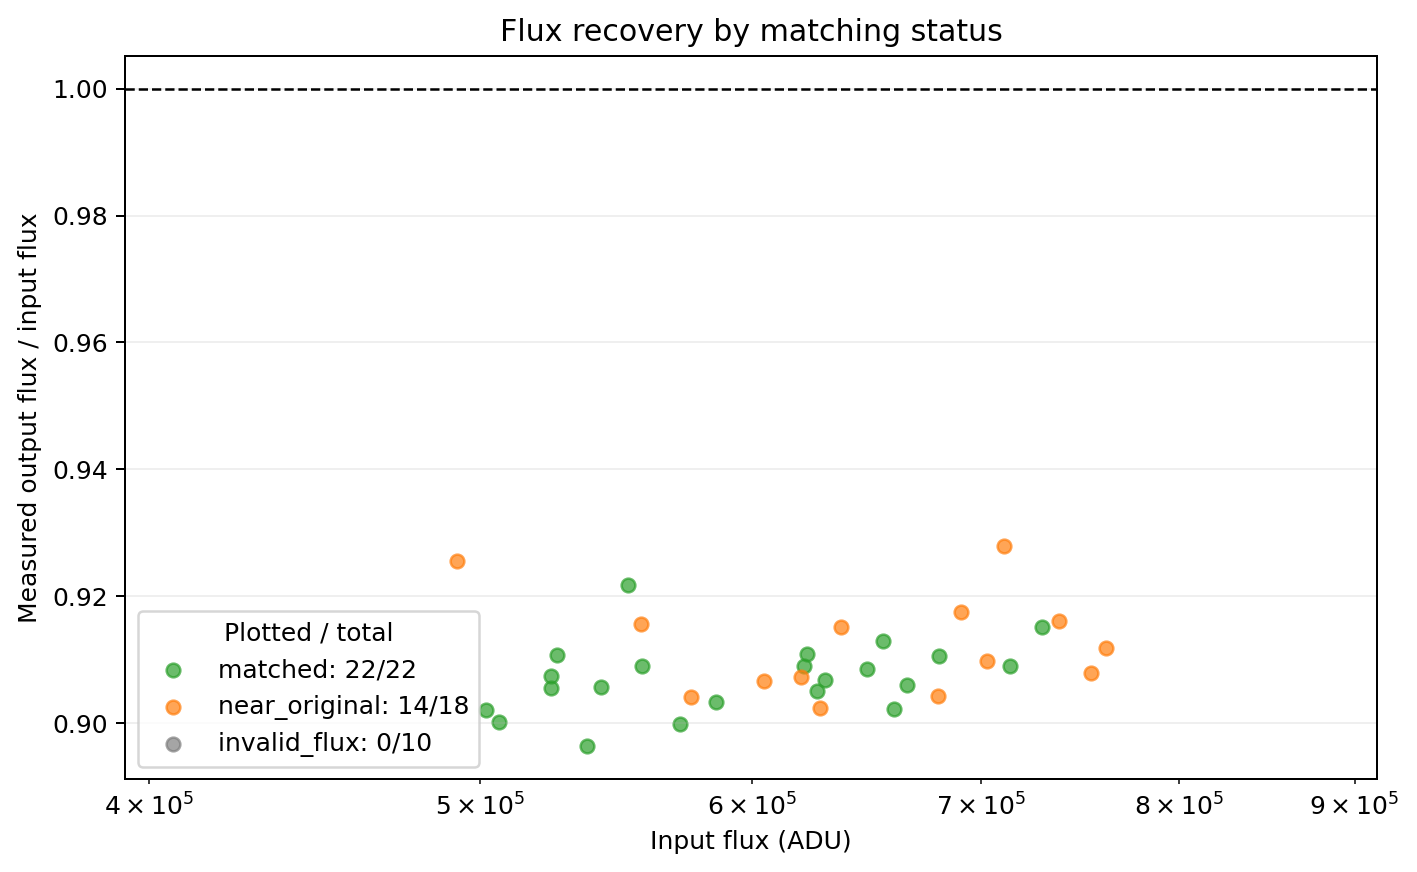 Flux recovery by matching status
Measured output flux / input flux
1.00
0.98
0.96
0.94
0.92
0.90
Plotted / total
matched: 22/22
near_original: 14/18
invalid_flux: 0/10
4 × 10⁵ 5 × 10⁵ 6 × 10⁵ 7 × 10⁵ 8 × 10⁵ 9 × 10⁵
Input flux (ADU)